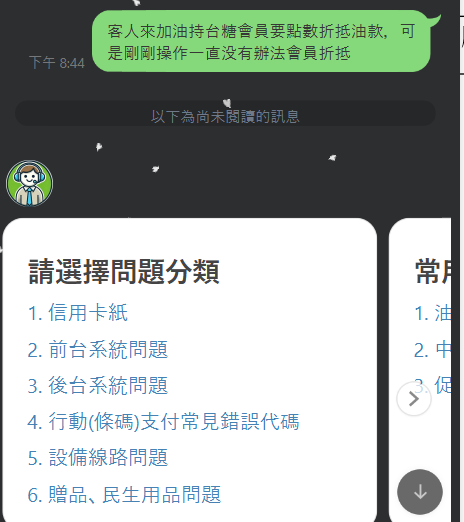 客人來加油持台糖會員要點數折抵油款，可
是剛剛操作一直没有辦法會員折抵
下午 8:44
以下為尚未閱讀的訊息
請選擇問題分類
1. 信用卡紙
2. 前台系統問題
3. 後台系統問題
4. 行動(條碼)支付常見錯誤代碼
5. 設備線路問題
6. 贈品、民生用品問題
常
1. 油
2. 中
3. 促